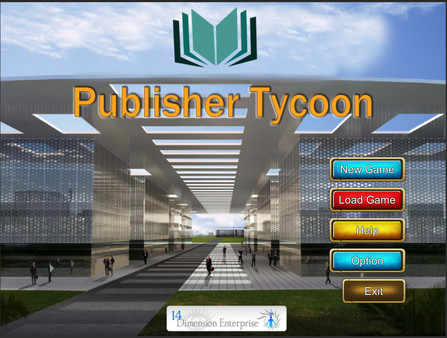 Publisher Tycoon
New Game
Load Game
Help
Option
Exit
14 Dimension Enterprise